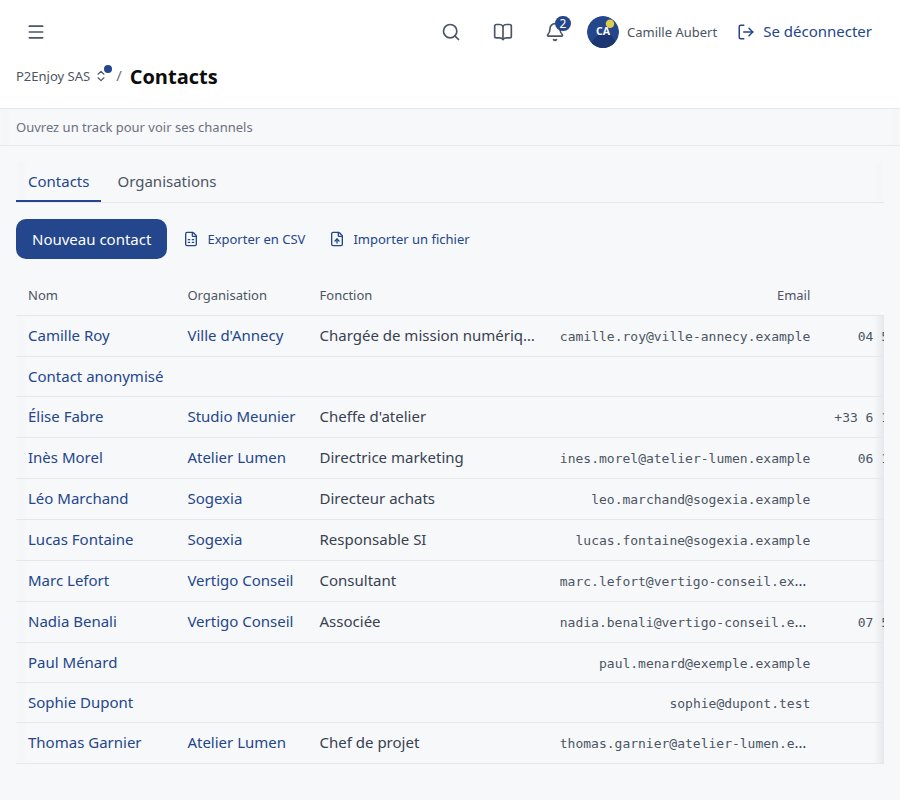 2
CA
Camille Aubert
Se déconnecter
P2Enjoy SAS / Contacts
Ouvrez un track pour voir ses channels
Contacts Organisations
Nouveau contact Exporter en CSV Importer un fichier
Nom Organisation Fonction Email
Camille Roy Ville d'Annecy Chargée de mission numériq... camille.roy@ville-annecy.example 04
Contact anonymisé
Élise Fabre Studio Meunier Cheffe d'atelier +33 6
Inès Morel Atelier Lumen Directrice marketing ines.morel@atelier-lumen.example 06
Léo Marchand Sogexia Directeur achats leo.marchand@sogexia.example
Lucas Fontaine Sogexia Responsable SI lucas.fontaine@sogexia.example
Marc Lefort Vertigo Conseil Consultant marc.lefort@vertigo-conseil.ex...
Nadia Benali Vertigo Conseil Associée nadia.benali@vertigo-conseil.e... 07
Paul Ménard paul.menard@exemple.example
Sophie Dupont sophie@dupont.test
Thomas Garnier Atelier Lumen Chef de projet thomas.garnier@atelier-lumen.e...